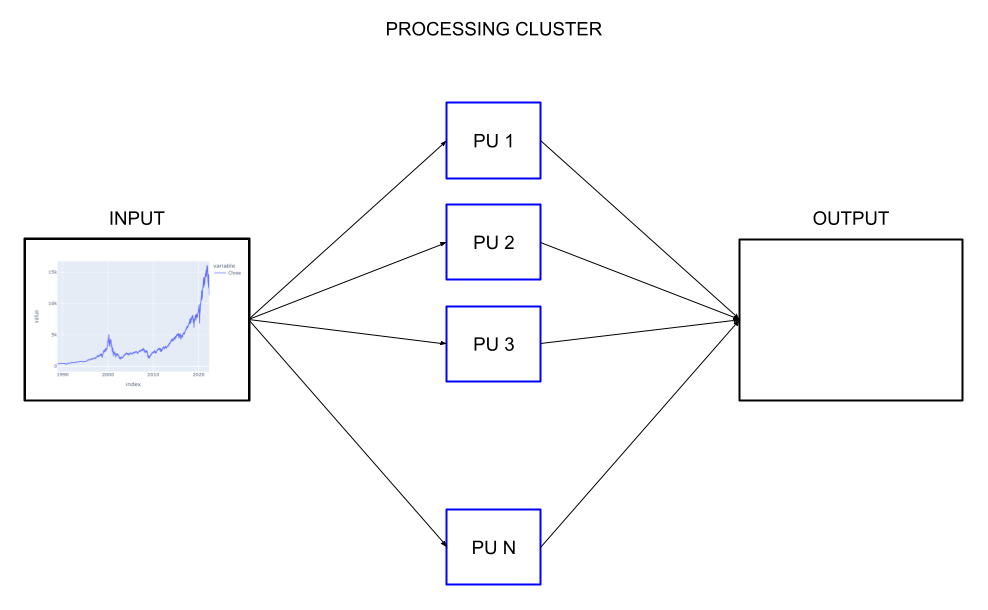 PROCESSING CLUSTER
PU 1
INPUT
PU 2
OUTPUT
variable
Close
15k
10k
value
5k
0
1990
2000
2010
2020
index
PU 3
PU N